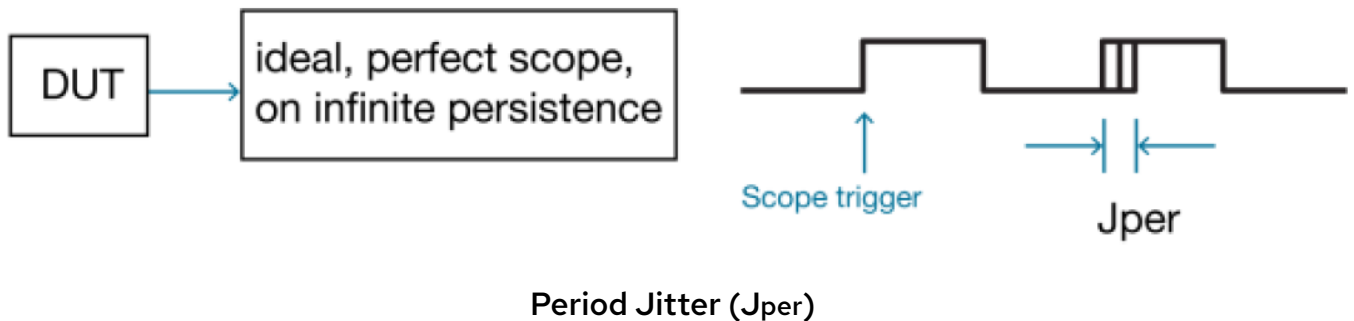 DUT
ideal, perfect scope,
on infinite persistence
Scope trigger
Jper
Period Jitter (Jper)